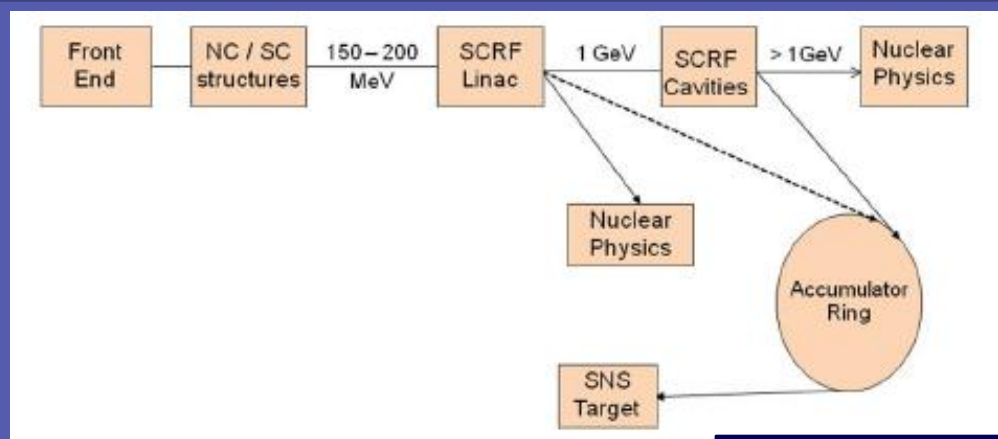 Front
End
NC / SC
structures
150 – 200
MeV
SCRF
Linac
1 GeV
SCRF
Cavities
> 1GeV
Nuclear
Physics
Nuclear
Physics
Accumulator
Ring
SNS
Target